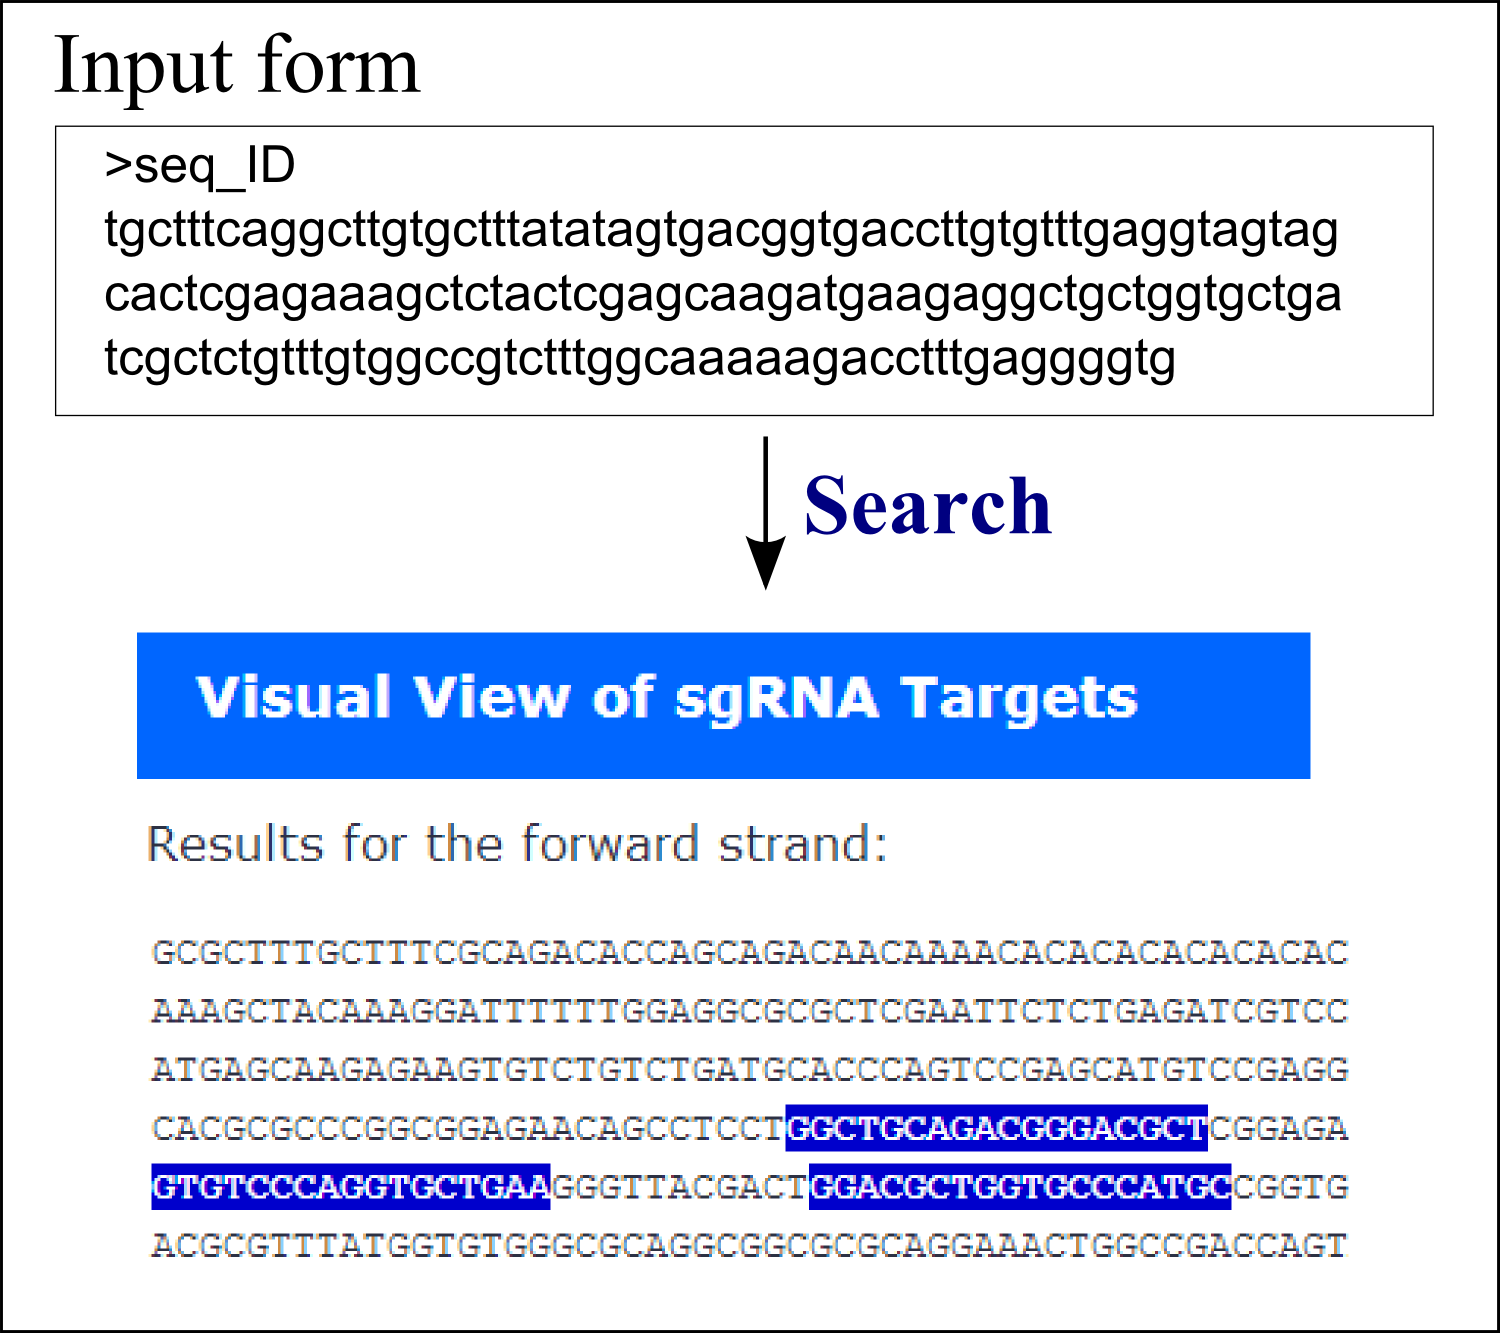 Input form
>seq_ID
tgctttcaggcttgtgctttatatagtgacggtgaccttgtgtttgaggtagtag
cactcgagaaagctctactcgagcaagatgaagaggctgctggtgctga
tcgctctgtttgtggccgtctttggcaaaaagacctttgaggggtg
Search
Visual View of sgRNA Targets
Results for the forward strand:
GCGCTTTGCTTTCGCAGACACCAGCAGACAACAAAACACACACACACACAC
AAAGCTACAAAGGATTTTTTGGAGGCGCGCTCGAATTCTCTGAGATCGTCC
ATGAGCAAGAGAAGTGTCTGTCTGATGCACCCAGTCCGAGCATGTCCGAGG
CACGCGCCCGGCGGAGAACAGCCTCCTGGCTGCAGACGGGACGCTCGGAGA
GTGTCCCAGGTGCTGAAGGGTTACGACTGGACGCTGGTGCCCATGCCGGTG
ACGCGTTTATGGTGTGGGCGCAGGCGGCGCGCAGGAAACTGGCCGACCAGT